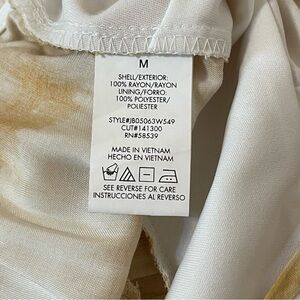 M
SHELL/EXTERIOR:
100% RAYON/RAYON
LINING/FORRO:
100% POLYESTER/
POLIESTER
STYLE#JB05063W549
CUT#141300
RN#58539
MADE IN VIETNAM
HECHO EN VIETNAM
SEE REVERSE FOR CARE
INSTRUCCIONES AL REVERSO